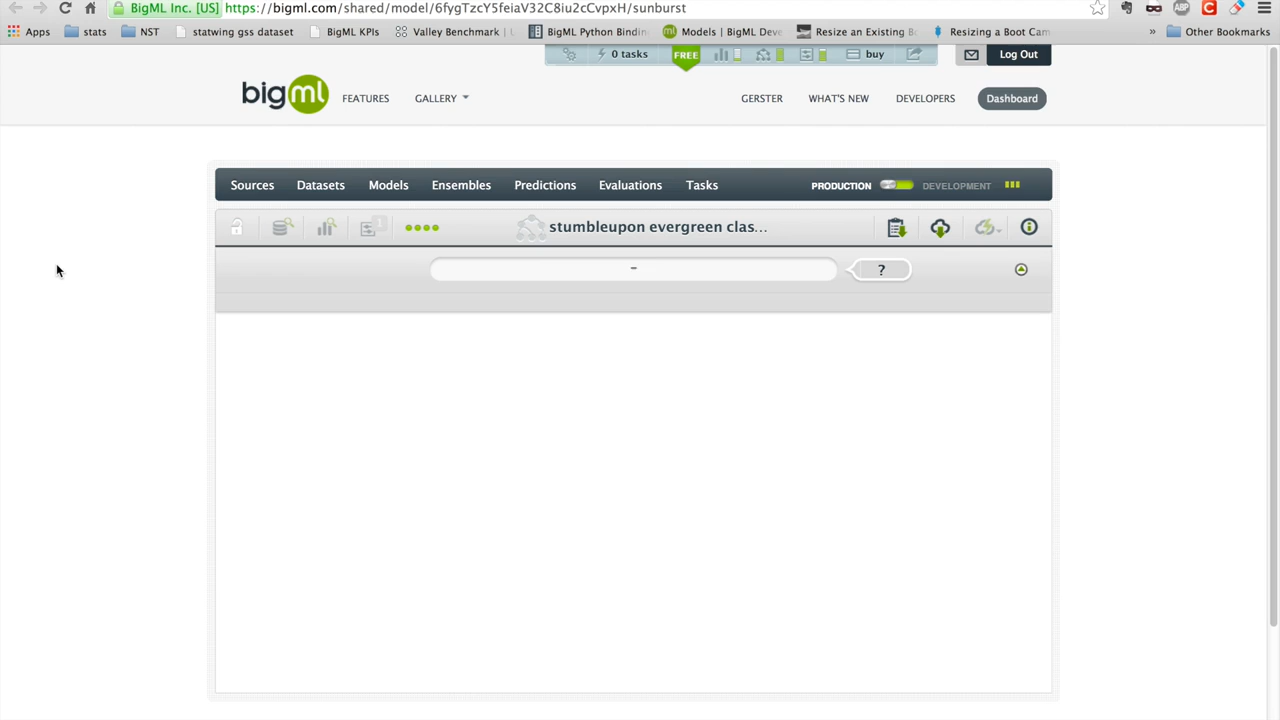 BigML Inc. [US] https://bigml.com/shared/model/6fygTzcY5feiaV32C8iu2cCvpxH/sunburst
Apps stats NST statwing gss dataset BigML KPIs Valley Benchmark BigML Python Bindin Models | BigML Deve Resize an Existing Bo Resizing a Boot Cam » Other Bookmarks
0 tasks FREE buy Log Out
bigml FEATURES GALLERY GERSTER WHAT'S NEW DEVELOPERS Dashboard
Sources Datasets Models Ensembles Predictions Evaluations Tasks PRODUCTION DEVELOPMENT
1 stumbleupon evergreen clas...
– ?